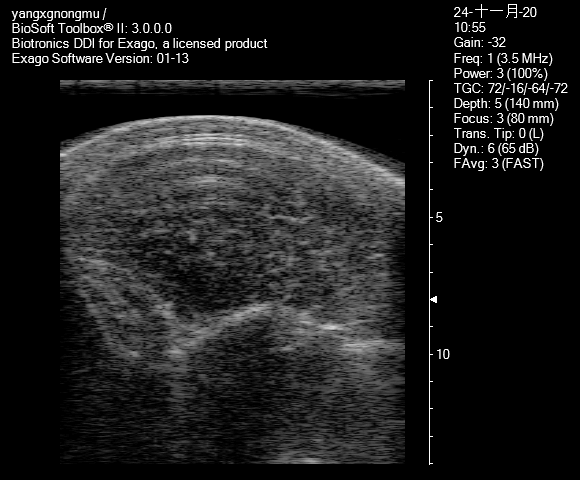 yangxgnongmu /
BioSoft Toolbox® II: 3.0.0.0
Biotronics DDI for Exago, a licensed product
Exago Software Version: 01-13
24-十一月-20
10:55
Gain: -32
Freq: 1 (3.5 MHz)
Power: 3 (100%)
TGC: 72/-16/-64/-72
Depth: 5 (140 mm)
Focus: 3 (80 mm)
Trans. Tip: 0 (L)
Dyn.: 6 (65 dB)
FAvg: 3 (FAST)
5
10